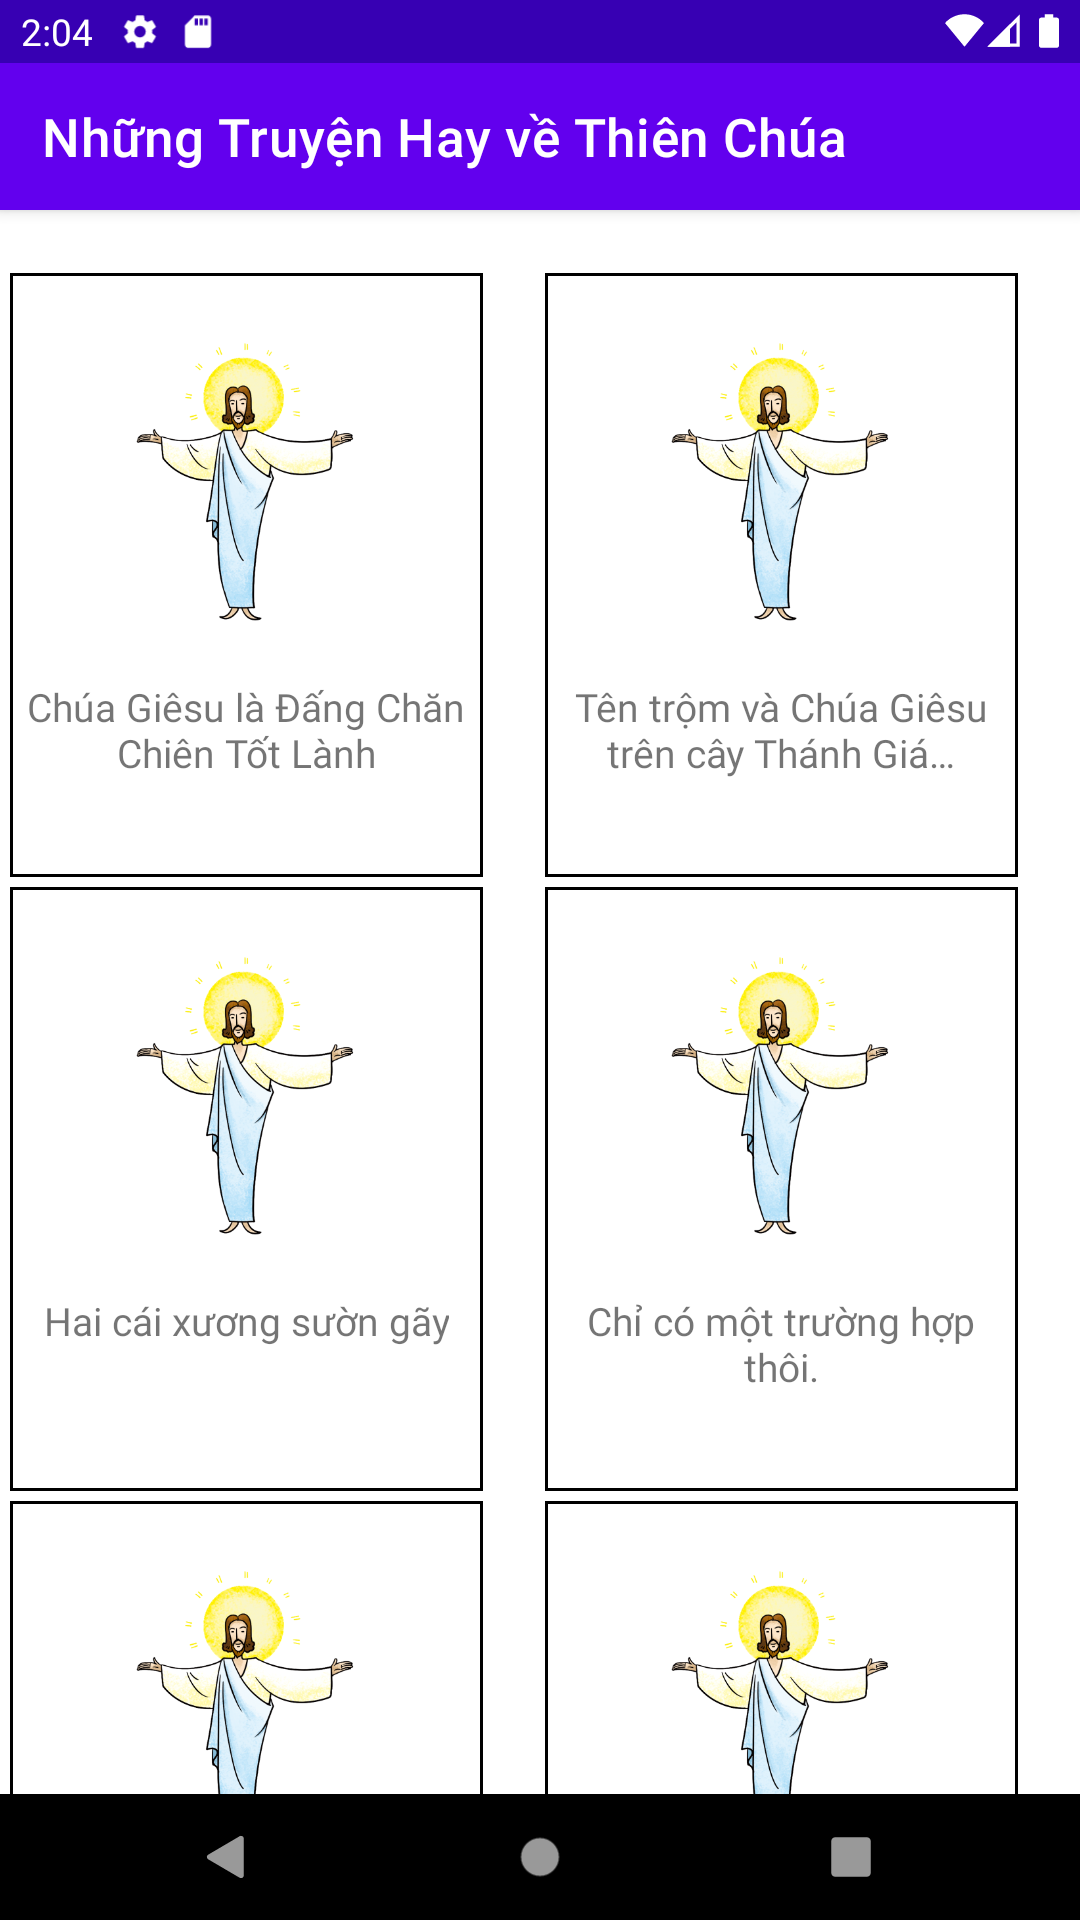 2:04
Những Truyện Hay về Thiên Chúa
Chúa Giêsu là Đấng Chăn
Chiên Tốt Lành
Tên trộm và Chúa Giêsu
trên cây Thánh Giá...
Hai cái xương sườn gãy
Chỉ có một trường hợp
thôi.